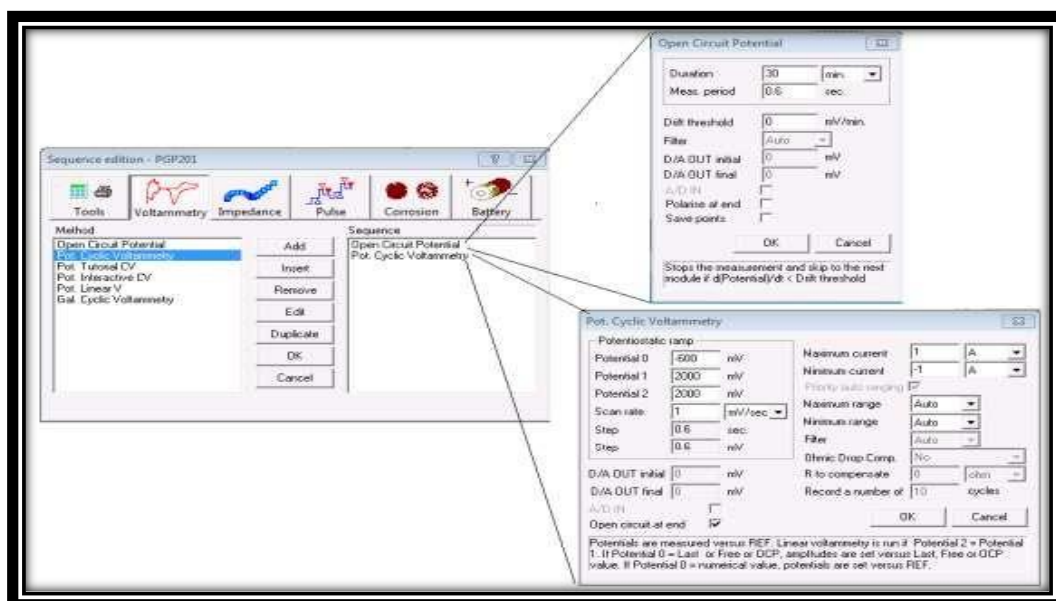 Sequence edition - PGP201
Tools
Voltammetry
Impedance
Pulse
Corrosion
Battery
Method
Open Circuit Potential
Pot. Cyclic Voltammetry
Pot. Tutorial CV
Pot. Interactive CV
Pot. Linear V
Gal. Cyclic Voltammetry
Add
Insert
Remove
Edit
Duplicate
OK
Cancel
Sequence
Open Circuit Potential
Pot. Cyclic Voltammetry
Open Circuit Potential
Duration 30 min.
Meas. period 0.6 sec.
Drift threshold 0 mV/min.
Filter Auto
D/A OUT initial 0 mV
D/A OUT final 0 mV
A/D IN
Polarise at end
Save points
OK Cancel
Stops the measurement and skip to the next
module if d(Potential)/dt < Drift threshold
Pot. Cyclic Voltammetry
Potentiostatic ramp
Potential 0 -600 mV
Potential 1 2000 mV
Potential 2 2000 mV
Scan rate 1 mV/sec
Step 0.6 sec.
Step 0.6 mV
D/A OUT initial 0 mV
D/A OUT final 0 mV
A/D IN
Open circuit at end
Maximum current 1 A
Minimum current -1 A
Priority auto ranging
Maximum range Auto
Minimum range Auto
Filter Auto
Ohmic Drop Comp. No
R to compensate 0 ohm
Record a number of 10 cycles
OK Cancel
Potentials are measured versus REF. Linear voltammetry is run if Potential 2 = Potential
1. If Potential 0 = Last or Free or OCP, amplitudes are set versus Last, Free or OCP
value. If Potential 0 = numerical value, potentials are set versus REF.